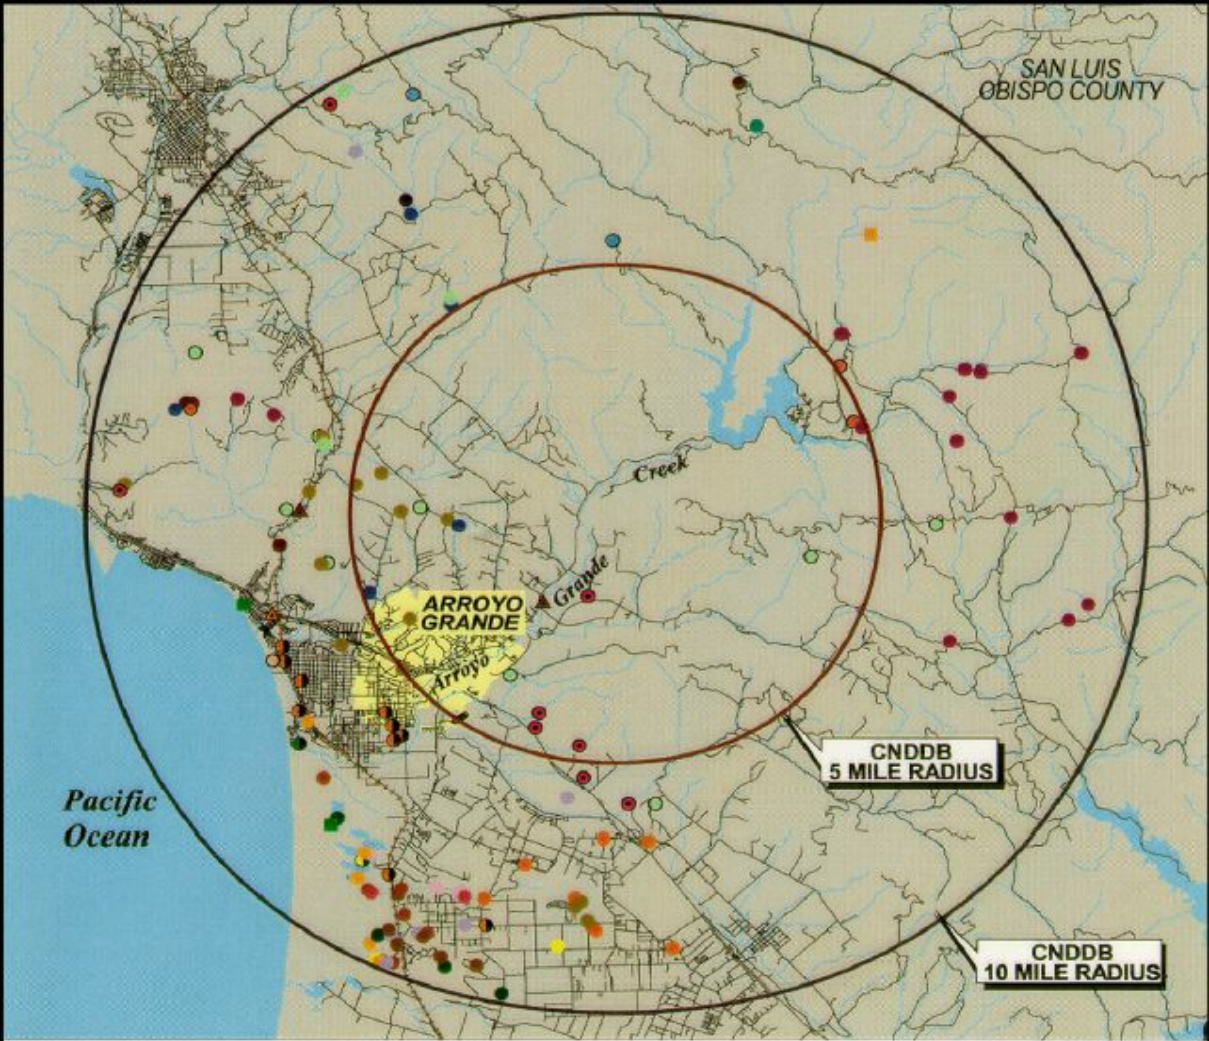 SAN LUIS
OBISPO COUNTY
Creek
Grande
ARROYO
GRANDE
Arroyo
CNDDB
5 MILE RADIUS
Pacific
Ocean
CNDDB
10 MILE RADIUS